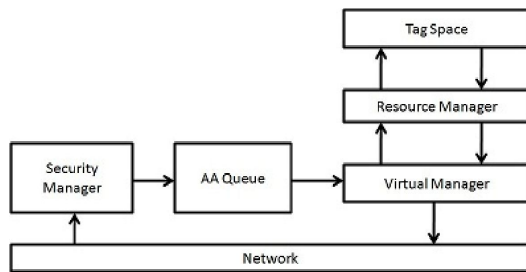 Tag Space
Resource Manager
Security
Manager
AA Queue
Virtual Manager
Network